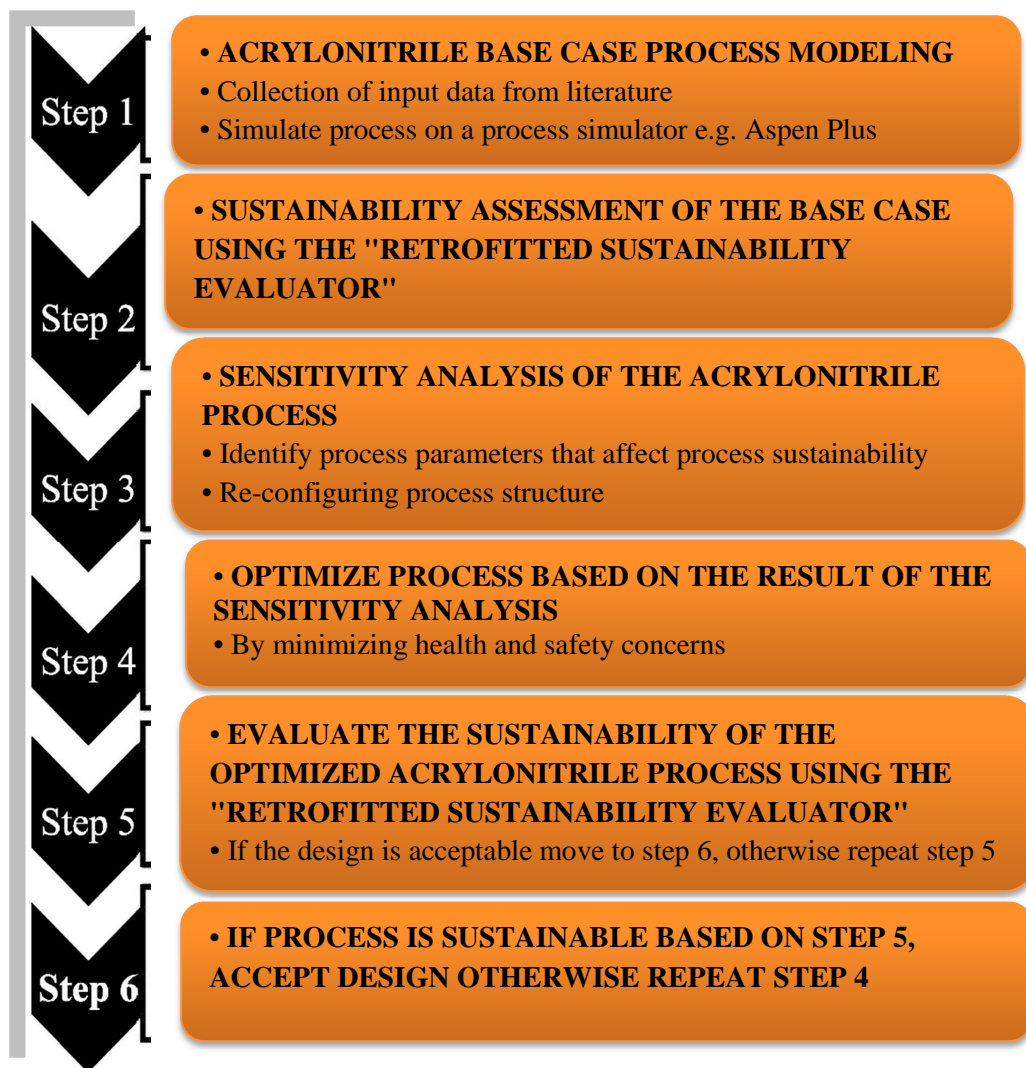 Step 1
• ACRYLONITRILE BASE CASE PROCESS MODELING
• Collection of input data from literature
• Simulate process on a process simulator e.g. Aspen Plus
Step 2
• SUSTAINABILITY ASSESSMENT OF THE BASE CASE
USING THE "RETROFITTED SUSTAINABILITY
EVALUATOR"
Step 3
• SENSITIVITY ANALYSIS OF THE ACRYLONITRILE
PROCESS
• Identify process parameters that affect process sustainability
• Re-configuring process structure
Step 4
• OPTIMIZE PROCESS BASED ON THE RESULT OF THE
SENSITIVITY ANALYSIS
• By minimizing health and safety concerns
Step 5
• EVALUATE THE SUSTAINABILITY OF THE
OPTIMIZED ACRYLONITRILE PROCESS USING THE
"RETROFITTED SUSTAINABILITY EVALUATOR"
• If the design is acceptable move to step 6, otherwise repeat step 5
Step 6
• IF PROCESS IS SUSTAINABLE BASED ON STEP 5,
ACCEPT DESIGN OTHERWISE REPEAT STEP 4